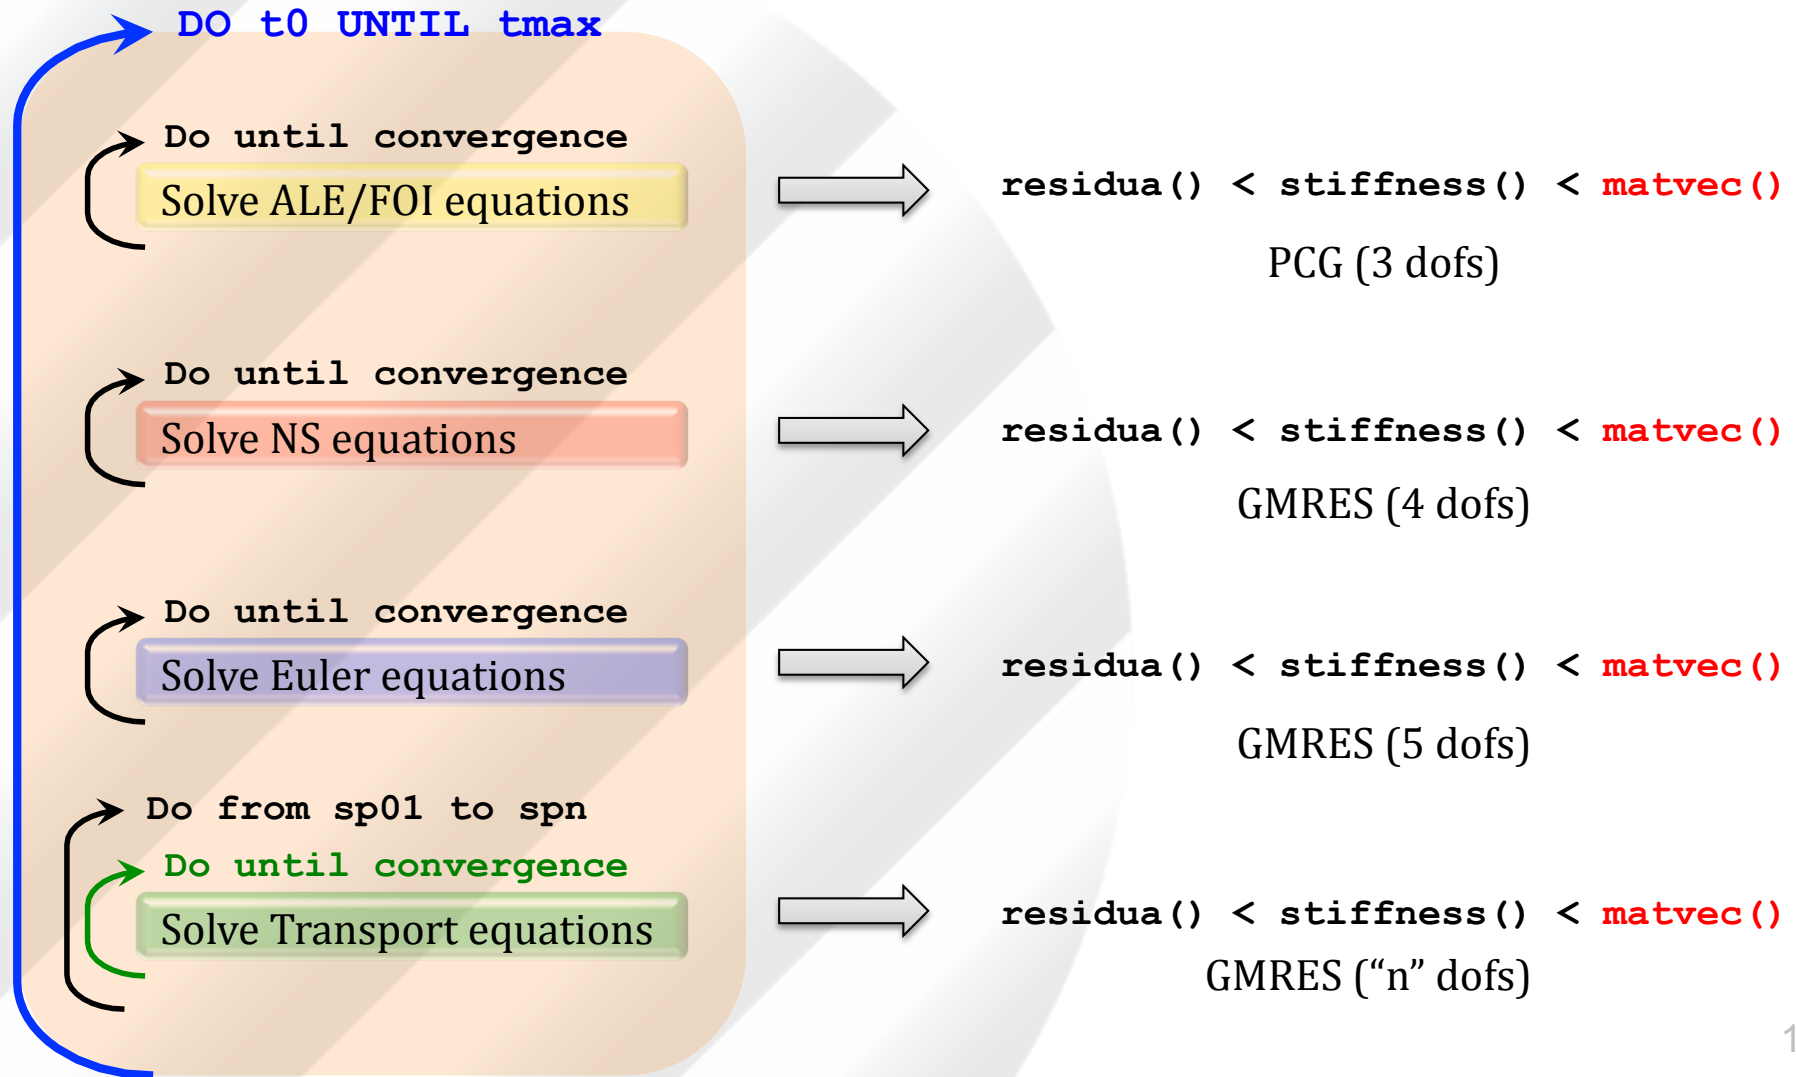 DO t0 UNTIL tmax
Do until convergence
Solve ALE/FOI equations
residua() < stiffness() < matvec()
PCG (3 dofs)
Do until convergence
Solve NS equations
residua() < stiffness() < matvec()
GMRES (4 dofs)
Do until convergence
Solve Euler equations
residua() < stiffness() < matvec()
GMRES (5 dofs)
Do from sp01 to spn
Do until convergence
Solve Transport equations
residua() < stiffness() < matvec()
GMRES (“n” dofs)
1